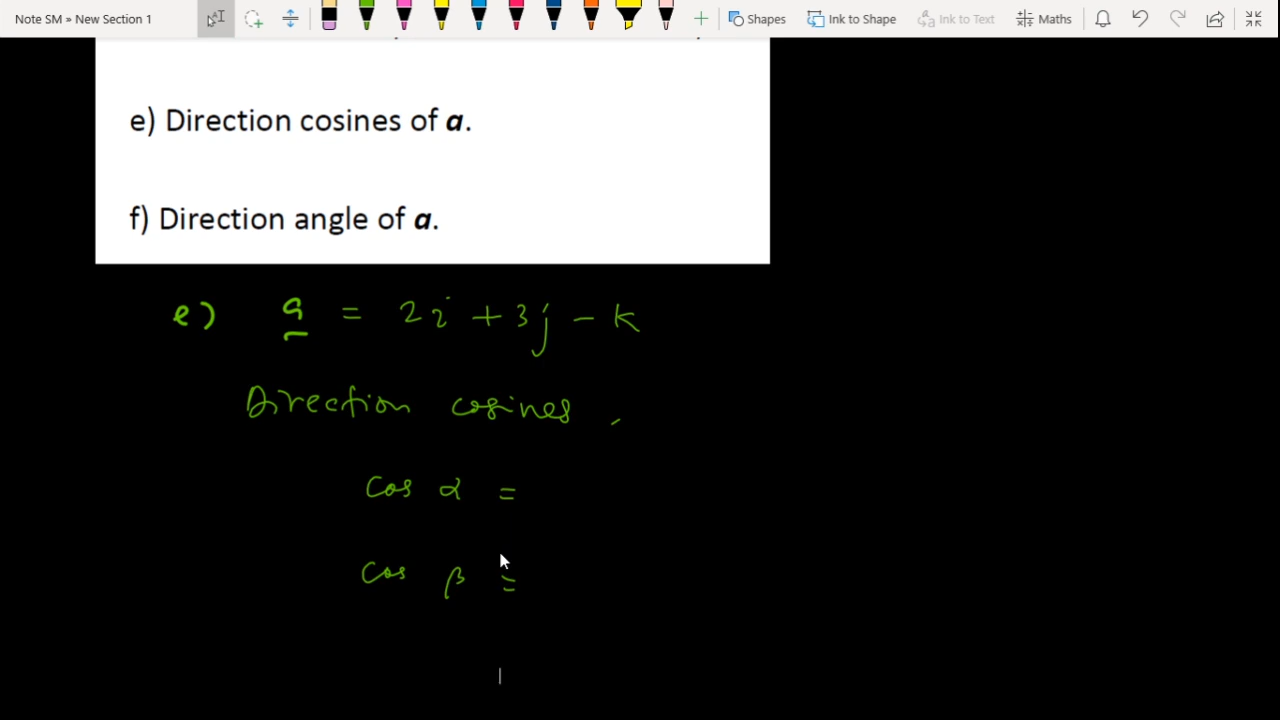 Note SM » New Section 1
Shapes
Ink to Shape
Ink to Text
Maths
e) Direction cosines of a.
f) Direction angle of a.
e) a = 2i + 3j - k
Direction cosines,
cos α =
cos β =